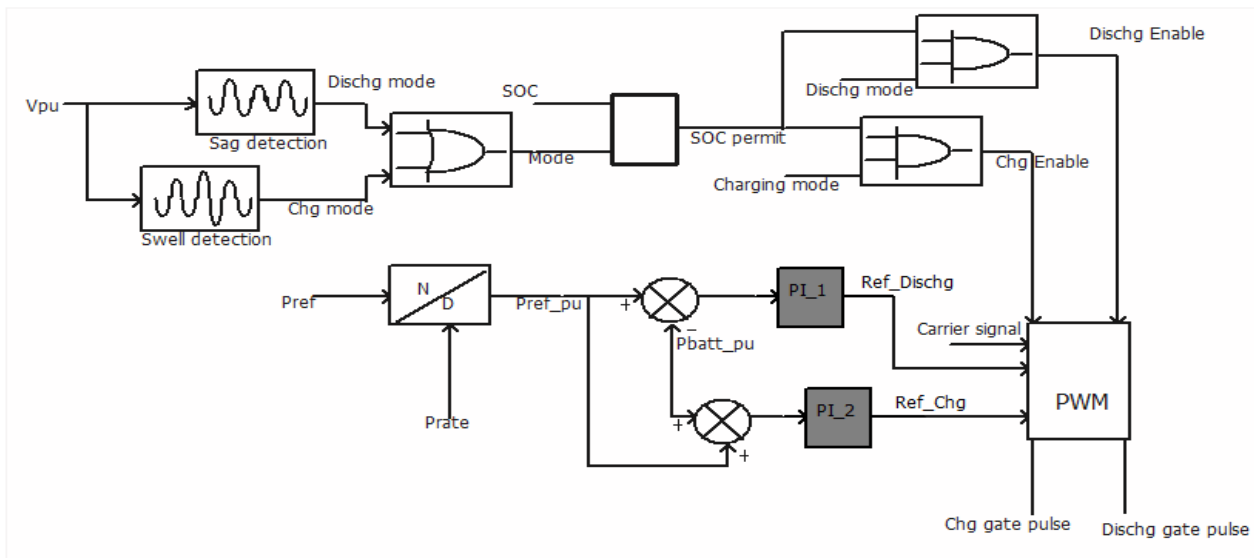 Dischg Enable
Dischg mode
Vpu
SOC
Dischg mode
Sag detection
SOC permit
Mode
Chg Enable
Charging mode
Chg mode
Swell detection
N
D
Pref
Pref_pu
+
−
PI_1
Ref_Dischg
Carrier signal
Pbatt_pu
Prate
+
+
PI_2
Ref_Chg
PWM
Chg gate pulse
Dischg gate pulse